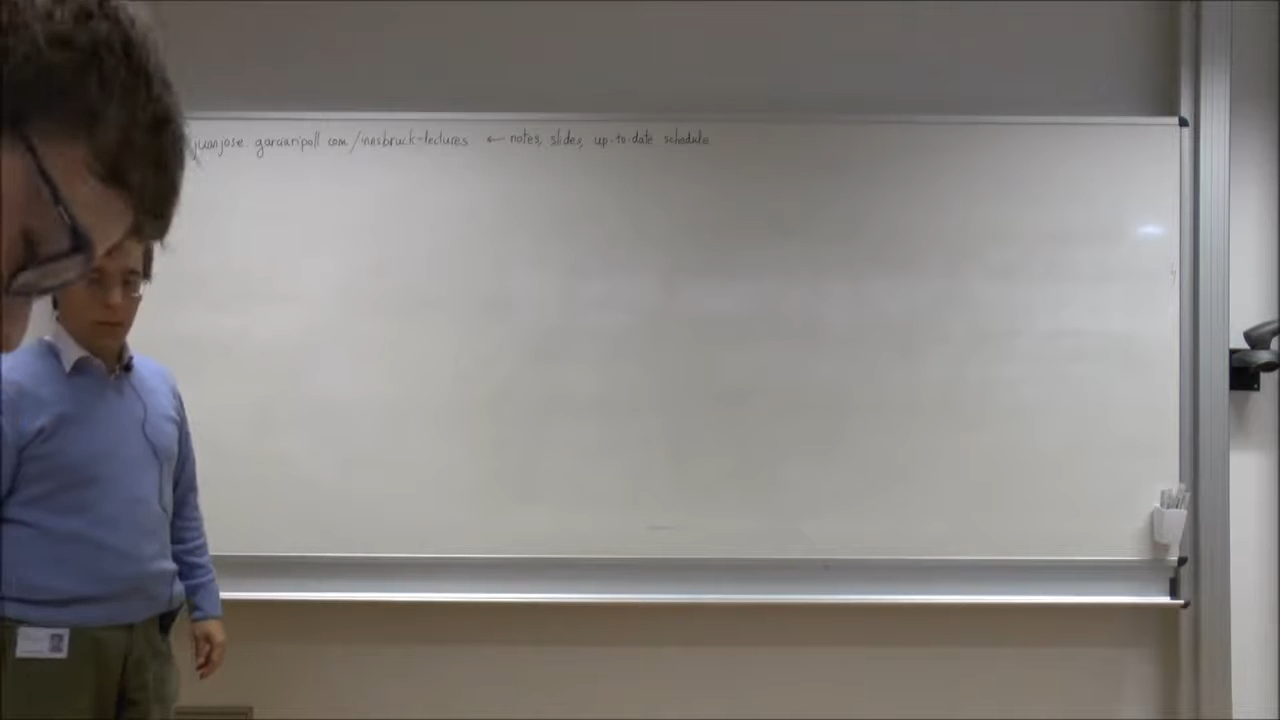 juanjose.garciaripoll.com/innsbruck-lectures ← notes, slides, up-to-date schedule